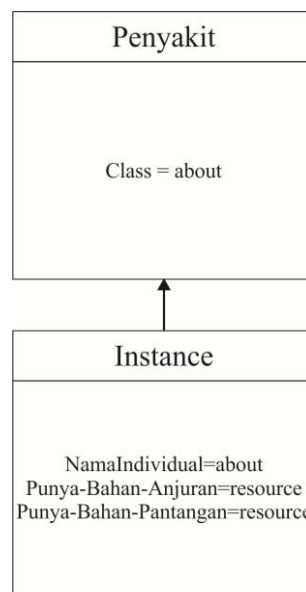 Penyakit
Class = about
Instance
NamaIndividual=about
Punya-Bahan-Anjuran=resource
Punya-Bahan-Pantangan=resource